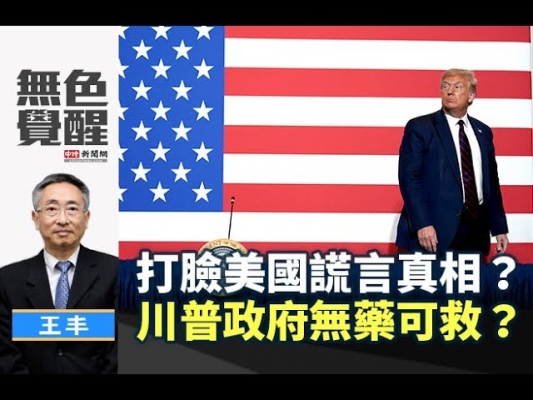 無色
覺醒
中時新聞網
王丰
打臉美國謊言真相？
川普政府無藥可救？